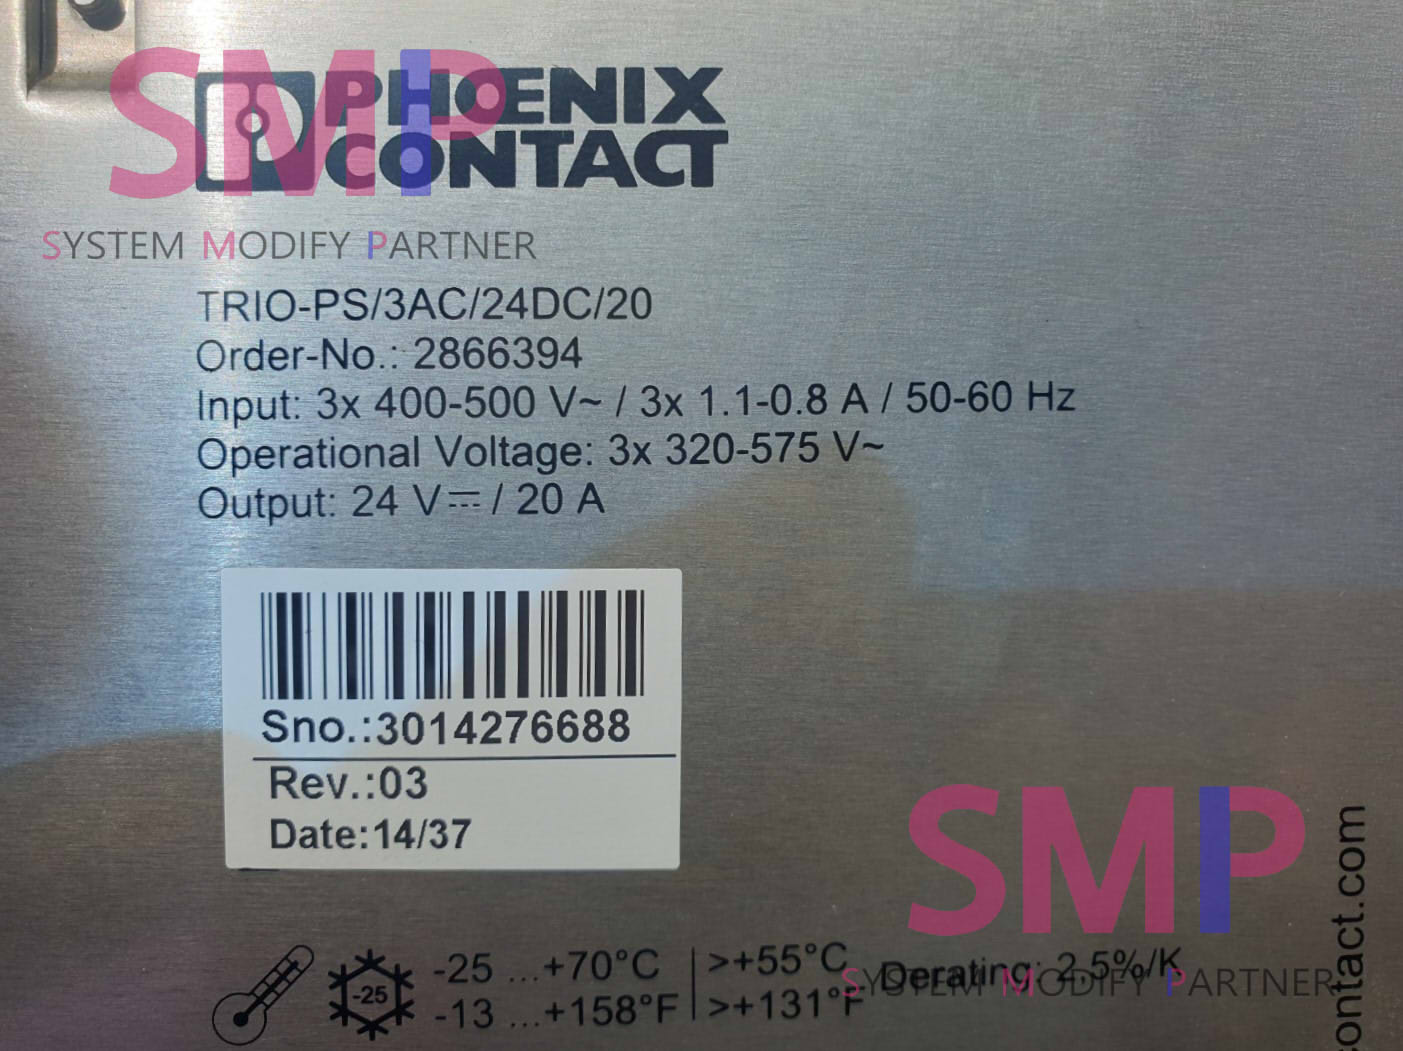 SMP
PHOENIX
CONTACT
SYSTEM MODIFY PARTNER
TRIO-PS/3AC/24DC/20
Order-No.: 2866394
Input: 3x 400-500 V~ / 3x 1.1-0.8 A / 50-60 Hz
Operational Voltage: 3x 320-575 V~
Output: 24 V⎓ / 20 A
Sno.:3014276688
Rev.:03
Date:14/37
SMP
SYSTEM MODIFY PARTNER
-25
-25 ...+70°C
-13 ...+158°F
>+55°C
>+131°F
Derating: 2,5%/K
contact.com